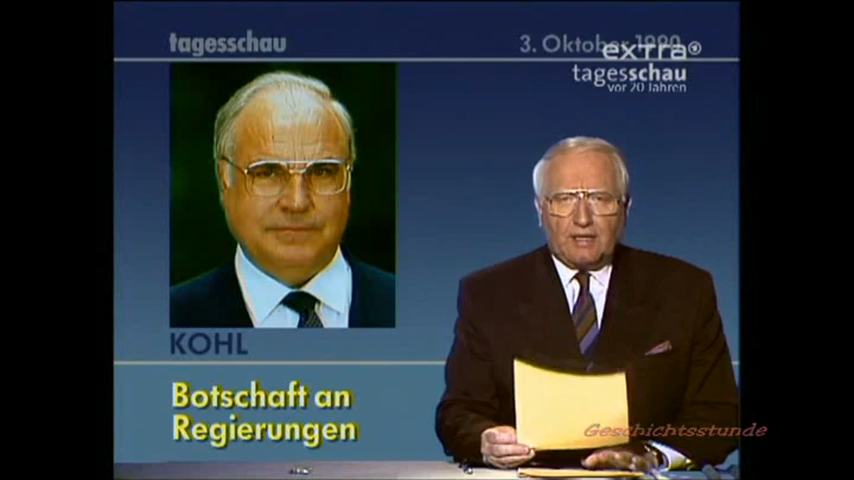 tagesschau
3. Oktober 1990
EXTRA
tagesschau
vor 20 Jahren
KOHL
Botschaft an
Regierungen
Geschichtsstunde